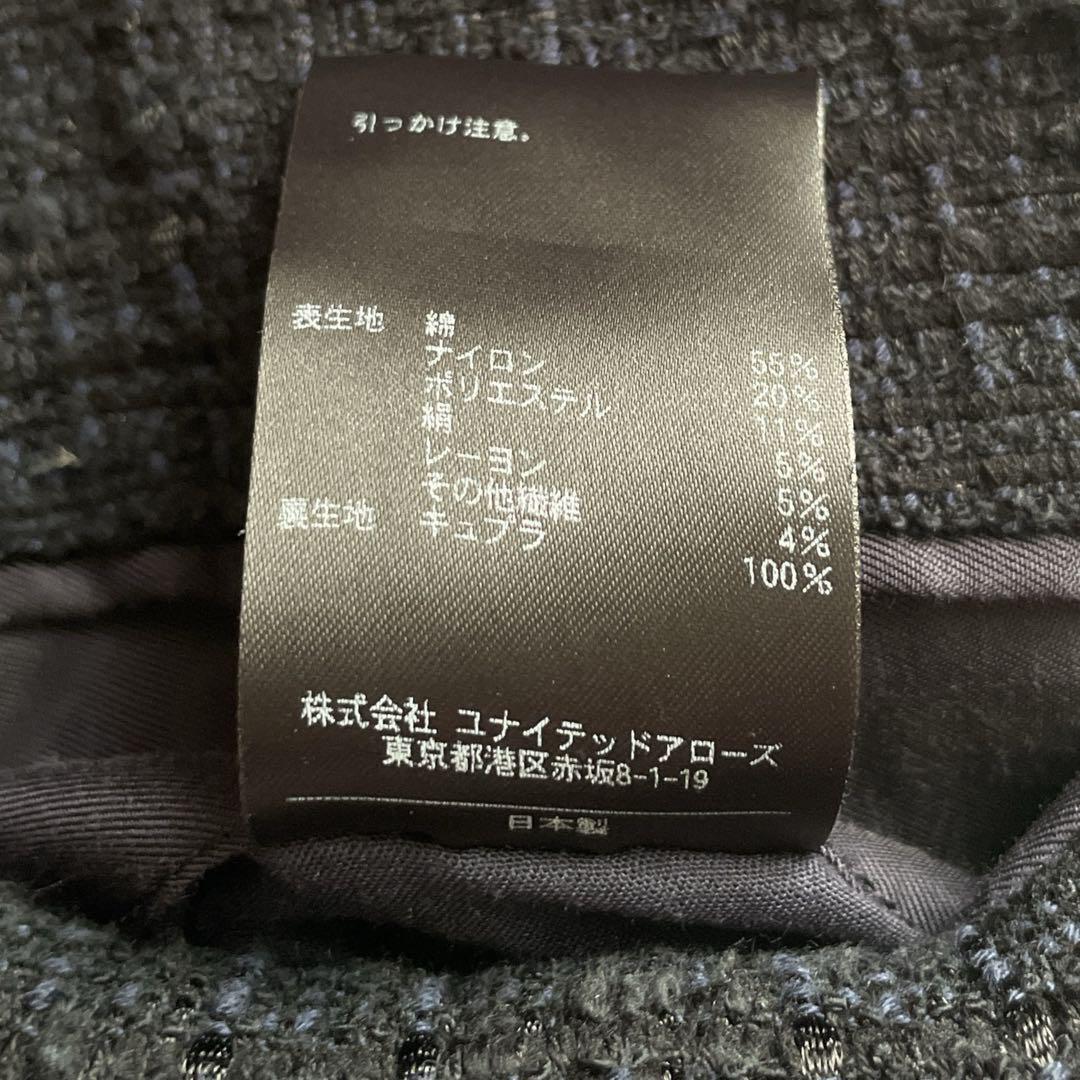 引っかけ注意。
表生地 綿 55%
ナイロン 20%
ポリエステル 11%
絹 5%
レーヨン 5%
その他繊維 4%
裏生地 キュプラ 100%
株式会社 ユナイテッドアローズ
東京都港区赤坂8-1-19
日本製